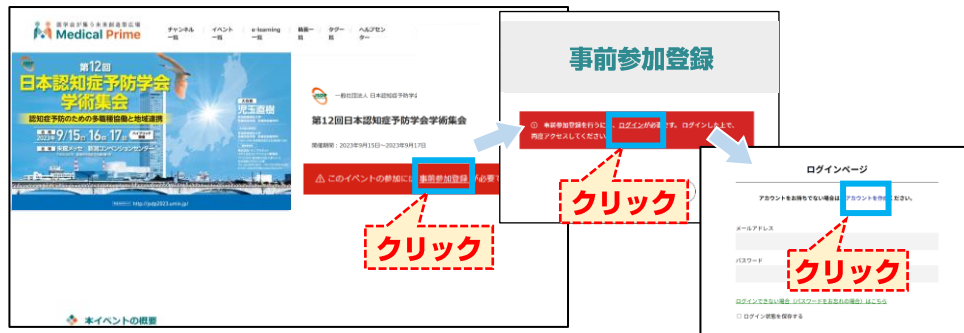 医学会が集う未来創造型広場
Medical Prime
チャンネル一覧
イベント一覧
e-learning一覧
動画一覧
タグ一覧
ヘルプセンター
第12回
日本認知症予防学会
学術集会
認知症予防のための多職種協働と地域連携
2023年9/15日16日17日
朱鷺メッセ 新潟コンベンションセンター
大会長
児玉直樹
http://jsdp2023.umin.jp/
一般社団法人 日本認知症予防学会
第12回日本認知症予防学会学術集会
開催期間：2023年9月15日～2023年9月17日
このイベントの参加には 事前参加登録 が必要で
クリック
本イベントの概要
事前参加登録
事前参加登録を行うに、ログインが必要です。ログインした上で、
再度アクセスしてください。
クリック
ログインページ
アカウントをお持ちでない場合は アカウントを作成ください。
メールアドレス
パスワード
クリック
ログインできない場合（パスワードをお忘れの場合）はこちら
ログイン状態を保存する